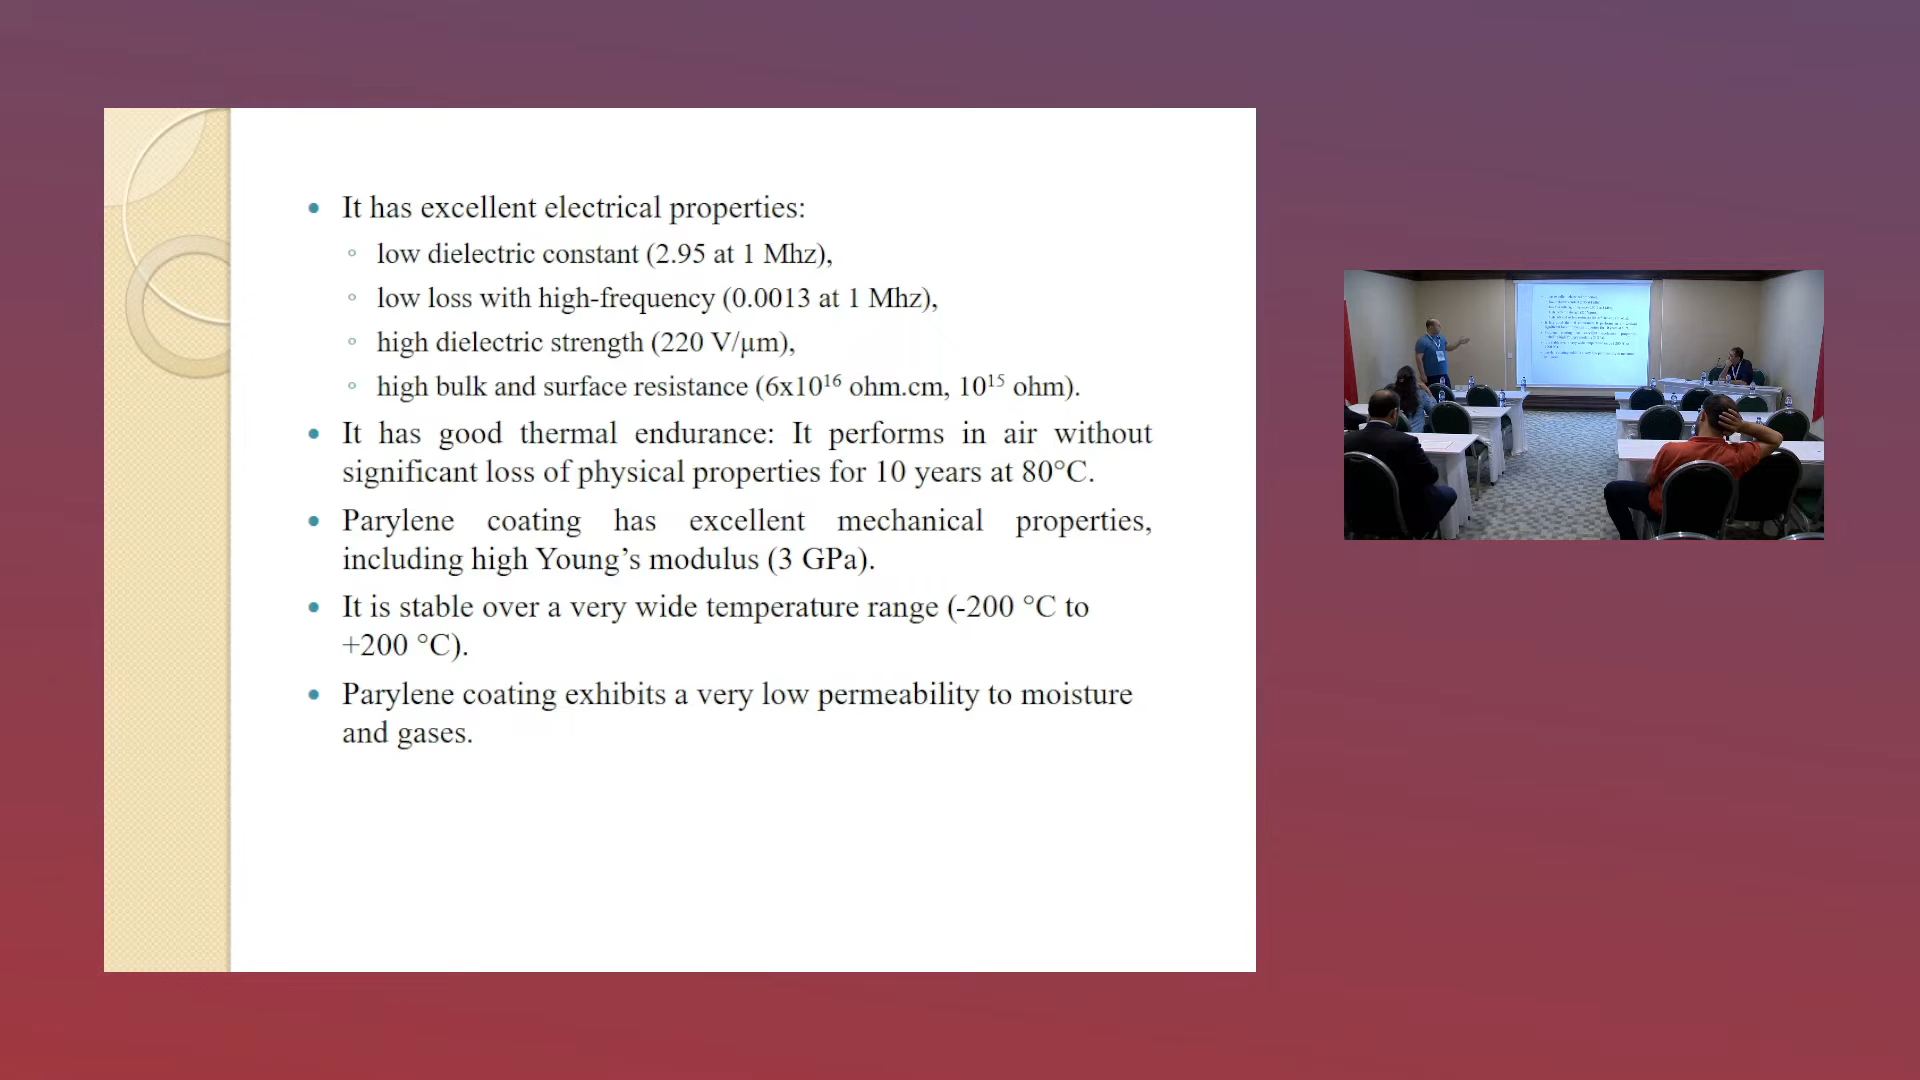 It has excellent electrical properties:
low dielectric constant (2.95 at 1 Mhz),
low loss with high-frequency (0.0013 at 1 Mhz),
high dielectric strength (220 V/µm),
high bulk and surface resistance (6x10¹⁶ ohm.cm, 10¹⁵ ohm).
It has good thermal endurance: It performs in air without
significant loss of physical properties for 10 years at 80°C.
Parylene coating has excellent mechanical properties,
including high Young’s modulus (3 GPa).
It is stable over a very wide temperature range (-200 °C to
+200 °C).
Parylene coating exhibits a very low permeability to moisture
and gases.